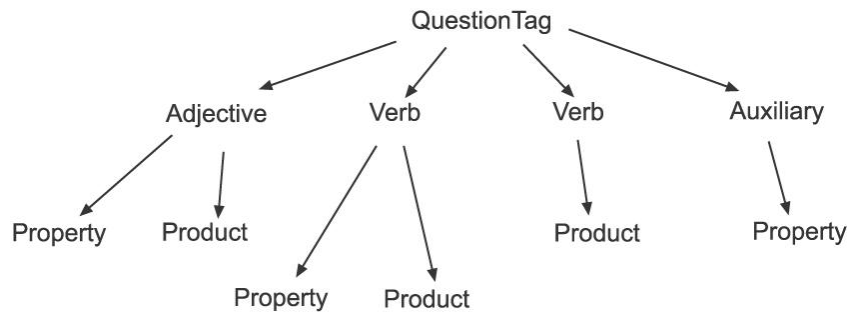 QuestionTag
Adjective Verb Verb Auxiliary
Property Product Product Property
Property Product